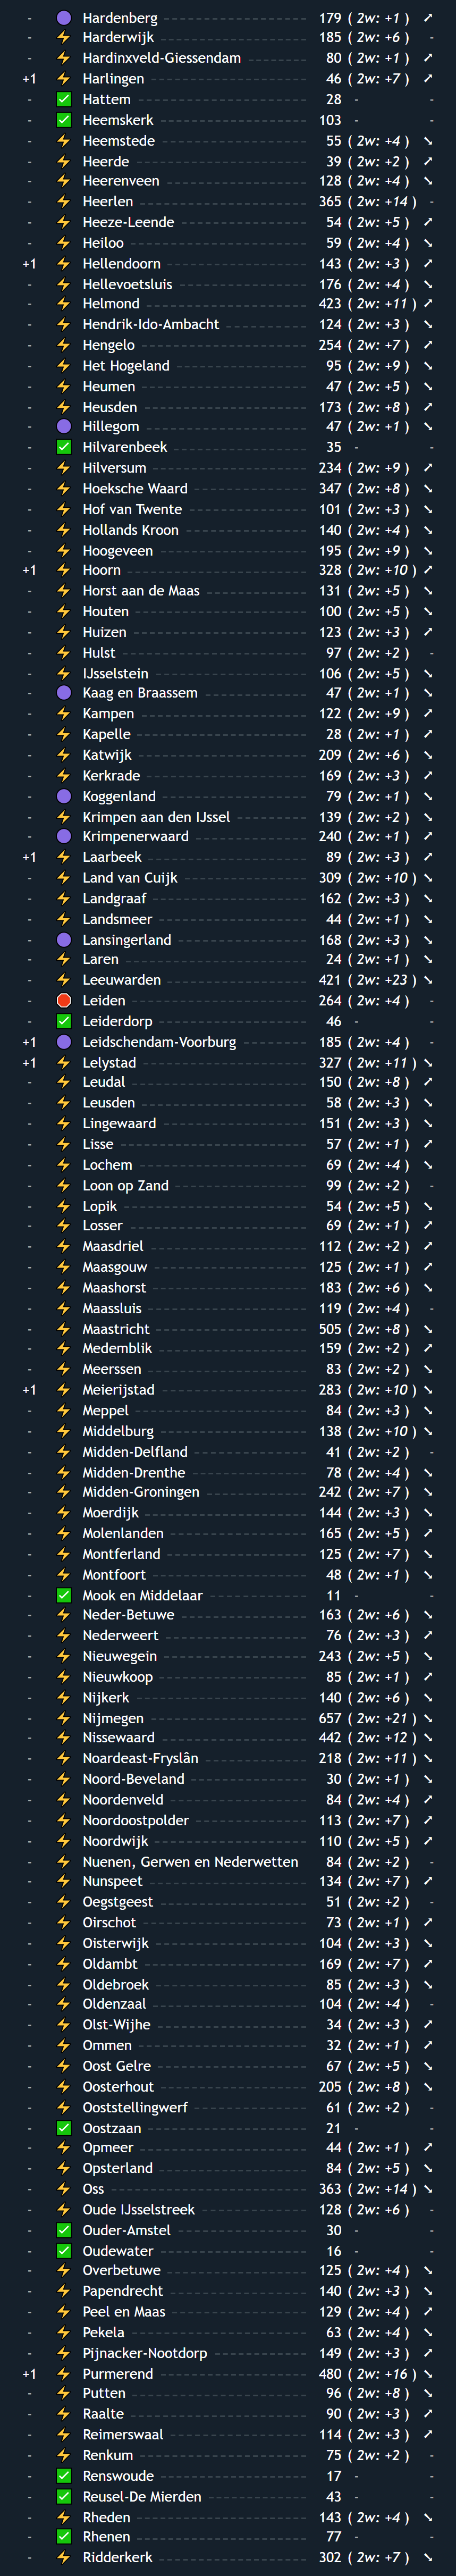 - Hardenberg 179 ( 2w: +1 ) ↗
- Harderwijk 185 ( 2w: +6 ) -
- Hardinxveld-Giessendam 80 ( 2w: +1 ) ↗
+1 Harlingen 46 ( 2w: +7 ) ↗
- Hattem 28 - -
- Heemskerk 103 - -
- Heemstede 55 ( 2w: +4 ) ↘
- Heerde 39 ( 2w: +2 ) ↗
- Heerenveen 128 ( 2w: +4 ) ↘
- Heerlen 365 ( 2w: +14 ) -
- Heeze-Leende 54 ( 2w: +5 ) ↗
- Heiloo 59 ( 2w: +4 ) ↘
+1 Hellendoorn 143 ( 2w: +3 ) ↗
- Hellevoetsluis 176 ( 2w: +4 ) ↘
- Helmond 423 ( 2w: +11 ) ↗
- Hendrik-Ido-Ambacht 124 ( 2w: +3 ) ↘
- Hengelo 254 ( 2w: +7 ) ↗
- Het Hogeland 95 ( 2w: +9 ) ↘
- Heumen 47 ( 2w: +5 ) ↘
- Heusden 173 ( 2w: +8 ) ↗
- Hillegom 47 ( 2w: +1 ) ↘
- Hilvarenbeek 35 - -
- Hilversum 234 ( 2w: +9 ) ↗
- Hoeksche Waard 347 ( 2w: +8 ) ↘
- Hof van Twente 101 ( 2w: +3 ) ↘
- Hollands Kroon 140 ( 2w: +4 ) ↘
- Hoogeveen 195 ( 2w: +9 ) ↘
+1 Hoorn 328 ( 2w: +10 ) ↗
- Horst aan de Maas 131 ( 2w: +5 ) ↘
- Houten 100 ( 2w: +5 ) ↘
- Huizen 123 ( 2w: +3 ) ↗
- Hulst 97 ( 2w: +2 ) -
- IJsselstein 106 ( 2w: +5 ) ↘
- Kaag en Braassem 47 ( 2w: +1 ) ↘
- Kampen 122 ( 2w: +9 ) ↗
- Kapelle 28 ( 2w: +1 ) ↗
- Katwijk 209 ( 2w: +6 ) ↘
- Kerkrade 169 ( 2w: +3 ) ↗
- Koggenland 79 ( 2w: +1 ) ↘
- Krimpen aan den IJssel 139 ( 2w: +2 ) ↘
- Krimpenerwaard 240 ( 2w: +1 ) ↗
+1 Laarbeek 89 ( 2w: +3 ) ↗
- Land van Cuijk 309 ( 2w: +10 ) ↘
- Landgraaf 162 ( 2w: +3 ) ↘
- Landsmeer 44 ( 2w: +1 ) ↘
- Lansingerland 168 ( 2w: +3 ) ↘
- Laren 24 ( 2w: +1 ) ↘
- Leeuwarden 421 ( 2w: +23 ) ↘
- Leiden 264 ( 2w: +4 ) -
- Leiderdorp 46 - -
+1 Leidschendam-Voorburg 185 ( 2w: +4 ) -
+1 Lelystad 327 ( 2w: +11 ) ↘
- Leudal 150 ( 2w: +8 ) ↗
- Leusden 58 ( 2w: +3 ) ↘
- Lingewaard 151 ( 2w: +3 ) ↘
- Lisse 57 ( 2w: +1 ) ↗
- Lochem 69 ( 2w: +4 ) ↘
- Loon op Zand 99 ( 2w: +2 ) -
- Lopik 54 ( 2w: +5 ) ↘
- Losser 69 ( 2w: +1 ) ↗
- Maasdriel 112 ( 2w: +2 ) ↗
- Maasgouw 125 ( 2w: +1 ) ↗
- Maashorst 183 ( 2w: +6 ) ↘
- Maassluis 119 ( 2w: +4 ) -
- Maastricht 505 ( 2w: +8 ) ↘
- Medemblik 159 ( 2w: +2 ) ↗
- Meerssen 83 ( 2w: +2 ) ↘
+1 Meierijstad 283 ( 2w: +10 ) ↘
- Meppel 84 ( 2w: +3 ) ↘
- Middelburg 138 ( 2w: +10 ) ↘
- Midden-Delfland 41 ( 2w: +2 ) -
- Midden-Drenthe 78 ( 2w: +4 ) ↘
- Midden-Groningen 242 ( 2w: +7 ) ↘
- Moerdijk 144 ( 2w: +3 ) ↘
- Molenlanden 165 ( 2w: +5 ) ↗
- Montferland 125 ( 2w: +7 ) ↘
- Montfoort 48 ( 2w: +1 ) ↘
- Mook en Middelaar 11 - -
- Neder-Betuwe 163 ( 2w: +6 ) ↘
- Nederweert 76 ( 2w: +3 ) ↗
- Nieuwegein 243 ( 2w: +5 ) ↘
- Nieuwkoop 85 ( 2w: +1 ) ↗
- Nijkerk 140 ( 2w: +6 ) ↘
- Nijmegen 657 ( 2w: +21 ) ↘
- Nissewaard 442 ( 2w: +12 ) ↘
- Noardeast-Fryslân 218 ( 2w: +11 ) ↘
- Noord-Beveland 30 ( 2w: +1 ) ↘
- Noordenveld 84 ( 2w: +4 ) ↗
- Noordoostpolder 113 ( 2w: +7 ) ↗
- Noordwijk 110 ( 2w: +5 ) ↗
- Nuenen, Gerwen en Nederwetten 84 ( 2w: +2 ) -
- Nunspeet 134 ( 2w: +7 ) ↗
- Oegstgeest 51 ( 2w: +2 ) -
- Oirschot 73 ( 2w: +1 ) ↗
- Oisterwijk 104 ( 2w: +3 ) ↘
- Oldambt 169 ( 2w: +7 ) ↗
- Oldebroek 85 ( 2w: +3 ) ↘
- Oldenzaal 104 ( 2w: +4 ) -
- Olst-Wijhe 34 ( 2w: +3 ) ↗
- Ommen 32 ( 2w: +1 ) ↗
- Oost Gelre 67 ( 2w: +5 ) ↘
- Oosterhout 205 ( 2w: +8 ) ↘
- Ooststellingwerf 61 ( 2w: +2 ) -
- Oostzaan 21 - -
- Opmeer 44 ( 2w: +1 ) ↗
- Opsterland 84 ( 2w: +5 ) ↘
- Oss 363 ( 2w: +14 ) ↘
- Oude IJsselstreek 128 ( 2w: +6 ) -
- Ouder-Amstel 30 - -
- Oudewater 16 - -
- Overbetuwe 125 ( 2w: +4 ) ↘
- Papendrecht 140 ( 2w: +3 ) ↘
- Peel en Maas 129 ( 2w: +4 ) ↗
- Pekela 63 ( 2w: +4 ) ↘
- Pijnacker-Nootdorp 149 ( 2w: +3 ) ↗
+1 Purmerend 480 ( 2w: +16 ) ↘
- Putten 96 ( 2w: +8 ) ↘
- Raalte 90 ( 2w: +3 ) ↗
- Reimerswaal 114 ( 2w: +3 ) ↗
- Renkum 75 ( 2w: +2 ) -
- Renswoude 17 - -
- Reusel-De Mierden 43 - -
- Rheden 143 ( 2w: +4 ) ↘
- Rhenen 77 - -
- Ridderkerk 302 ( 2w: +7 ) ↘